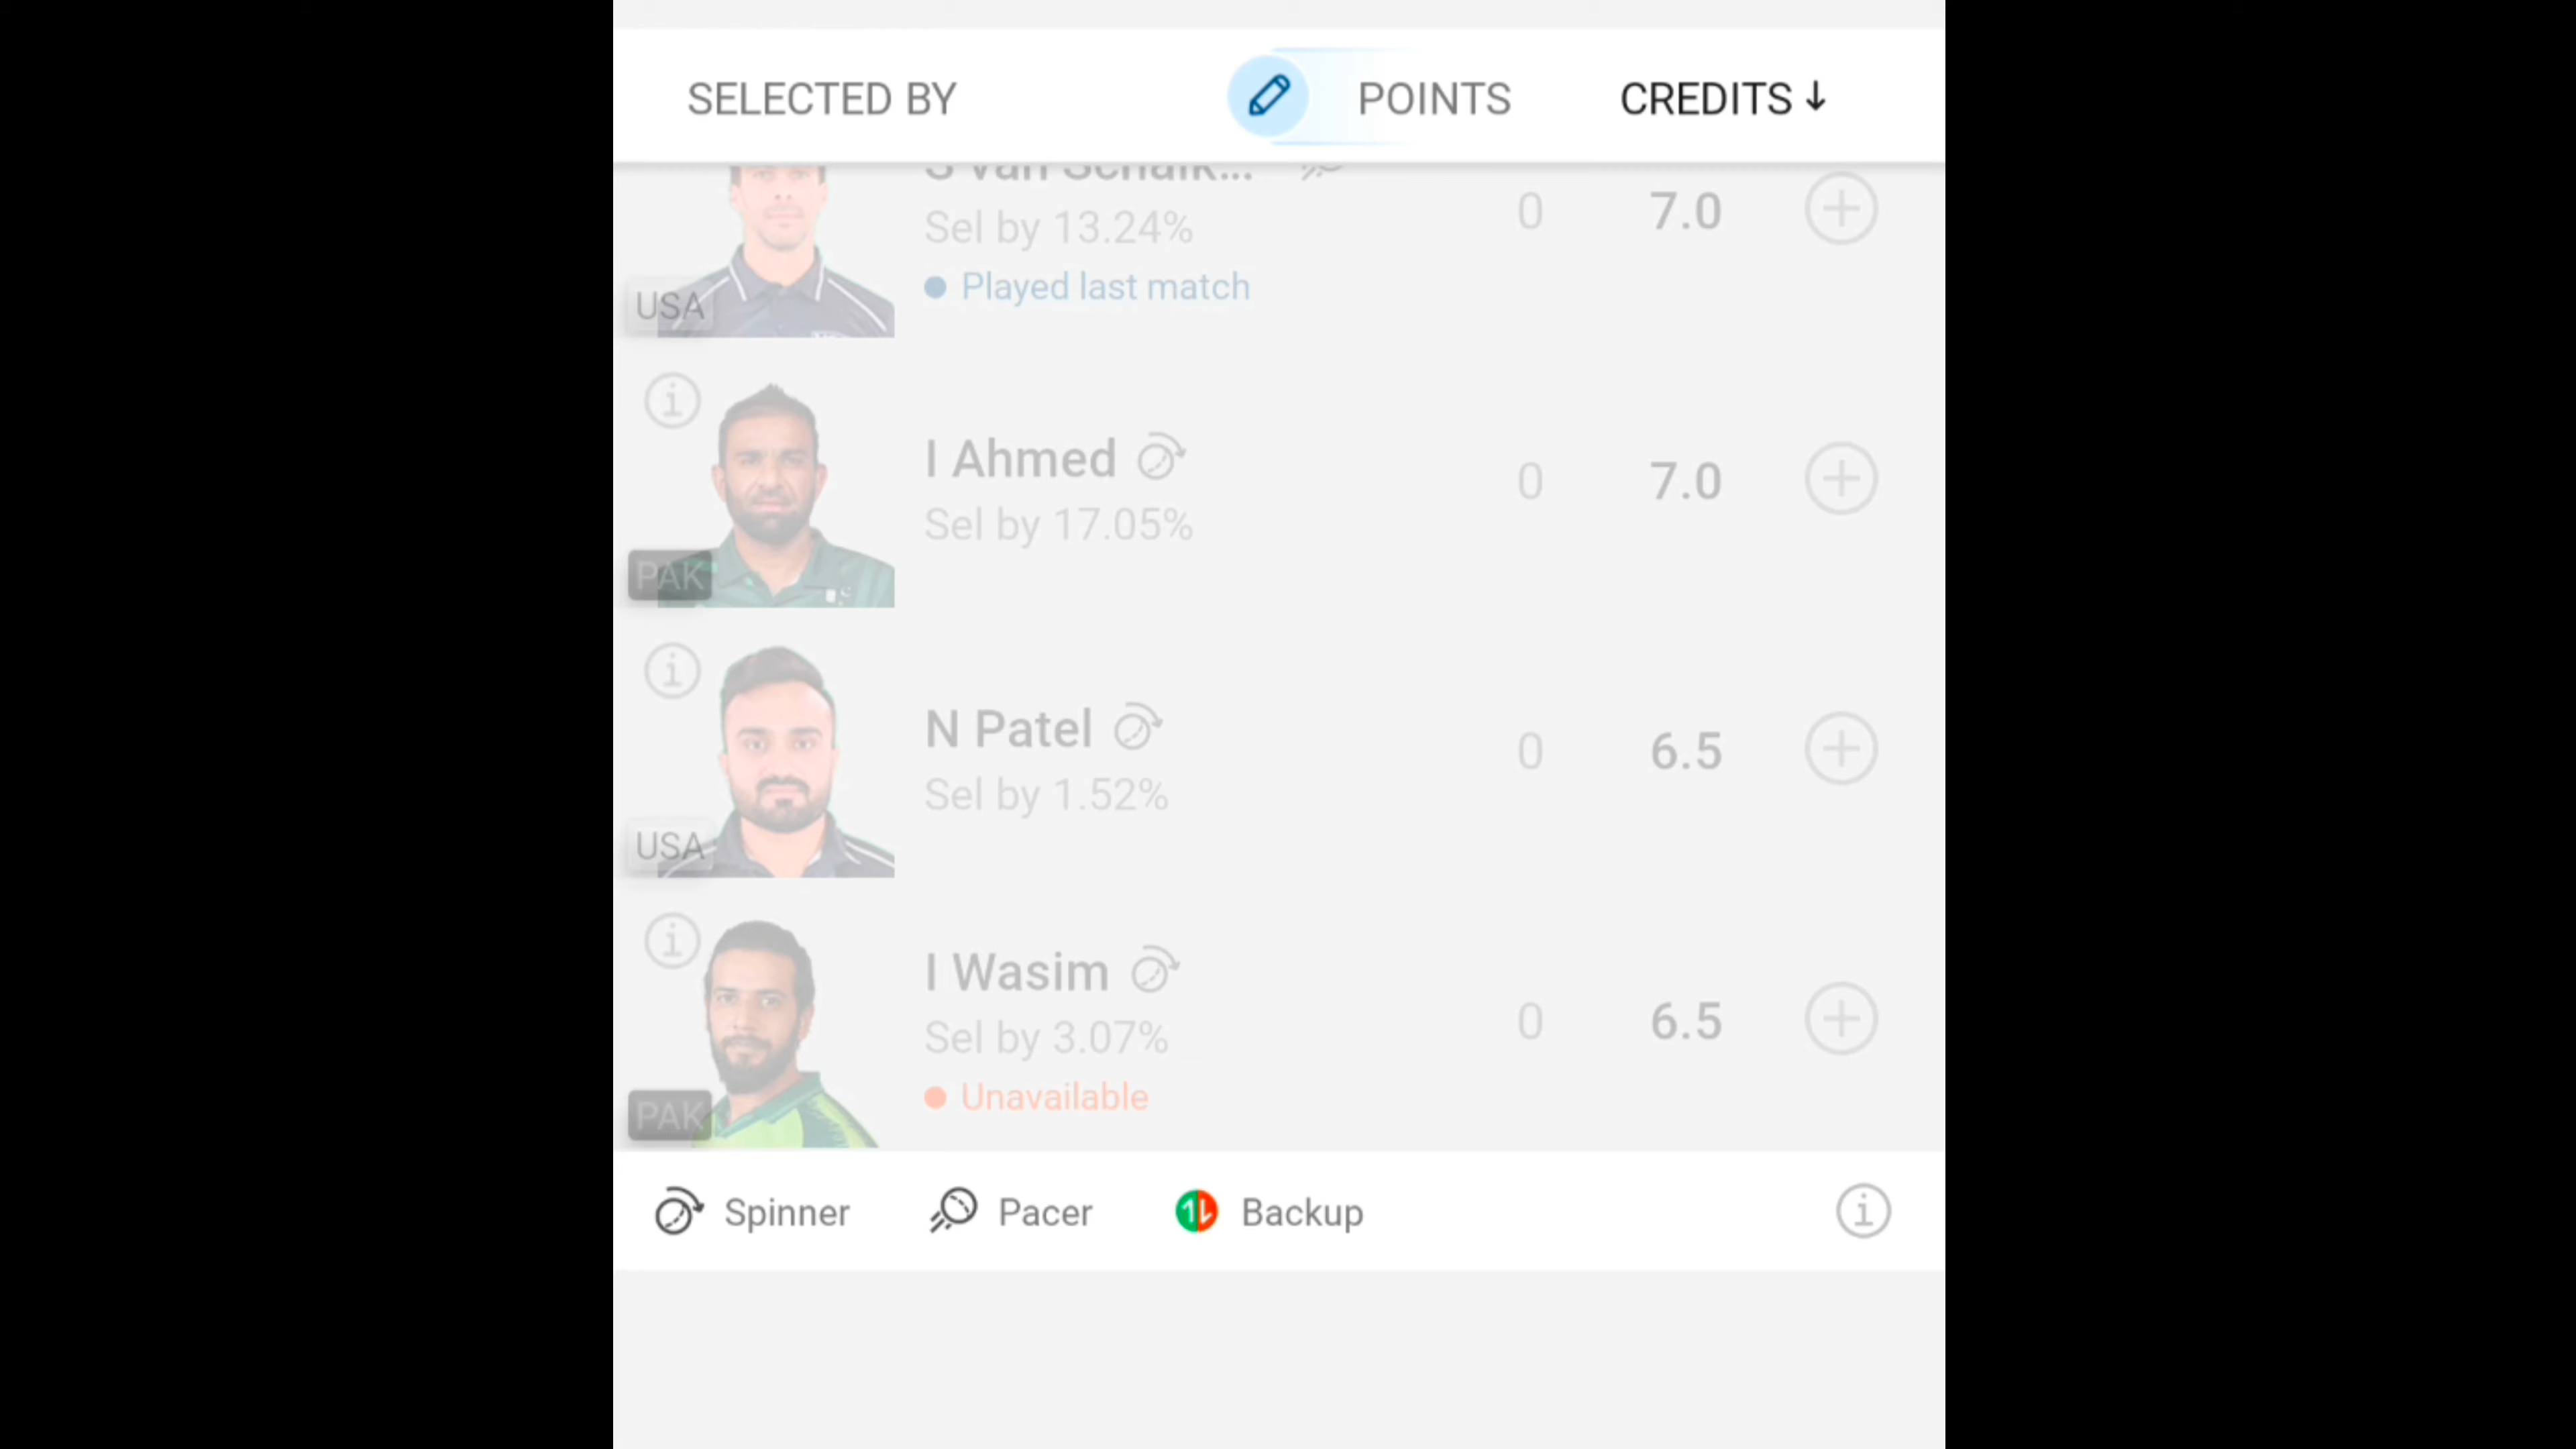 SELECTED BY POINTS CREDITS ↓
S Van Schalk...
0 7.0
Sel by 13.24%
Played last match
USA
I Ahmed
0 7.0
Sel by 17.05%
PAK
N Patel
0 6.5
Sel by 1.52%
USA
I Wasim
0 6.5
Sel by 3.07%
Unavailable
PAK
Spinner Pacer Backup